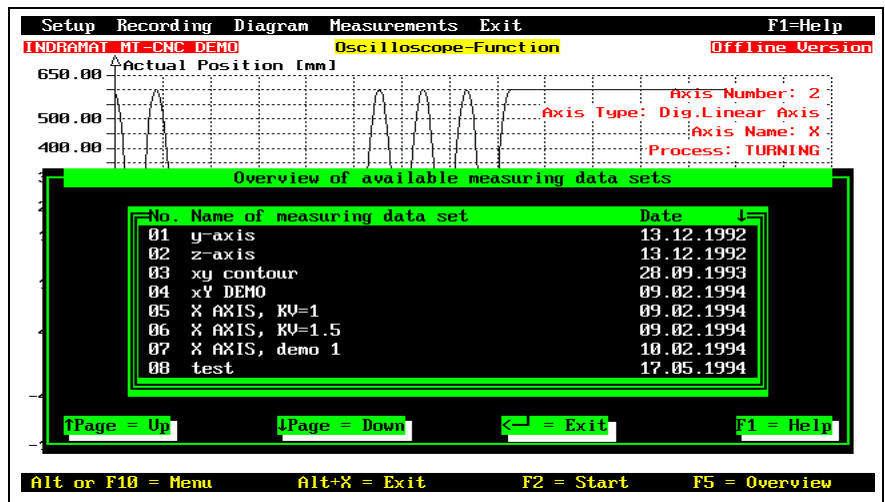 Setup Recording Diagram Measurements Exit F1=Help
INDRAMAT MT-CNC DEMO Oscilloscope-Function Offline Version
Actual Position [mm]
650.00
Axis Number: 2
500.00 Axis Type: Dig.Linear Axis
Axis Name: X
400.00 Process: TURNING
Overview of available measuring data sets
No. Name of measuring data set Date ↓
01 y-axis 13.12.1992
02 z-axis 13.12.1992
03 xy contour 28.09.1993
04 xY DEMO 09.02.1994
05 X AXIS, KV=1 09.02.1994
06 X AXIS, KV=1.5 09.02.1994
07 X AXIS, demo 1 10.02.1994
08 test 17.05.1994
↑Page = Up ↓Page = Down <─┘ = Exit F1 = Help
Alt or F10 = Menu Alt+X = Exit F2 = Start F5 = Overview